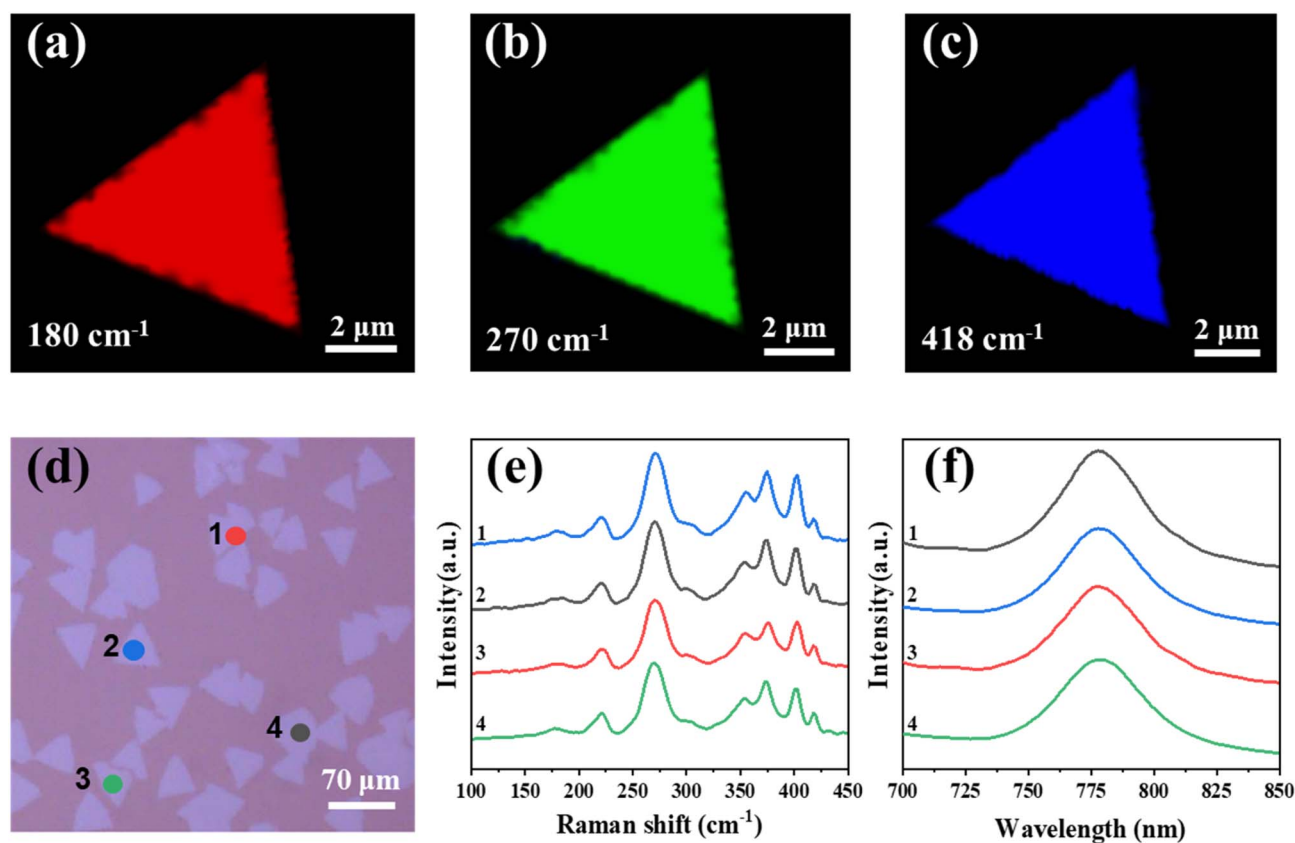 (a)
180 cm⁻¹
2 μm
(b)
270 cm⁻¹
2 μm
(c)
418 cm⁻¹
2 μm
(d)
1
2
4
3
70 μm
(e)
Intensity(a.u.)
1
2
3
4
100 150 200 250 300 350 400 450
Raman shift (cm⁻¹)
(f)
Intensity(a.u.)
1
2
3
4
700 725 750 775 800 825 850
Wavelength (nm)